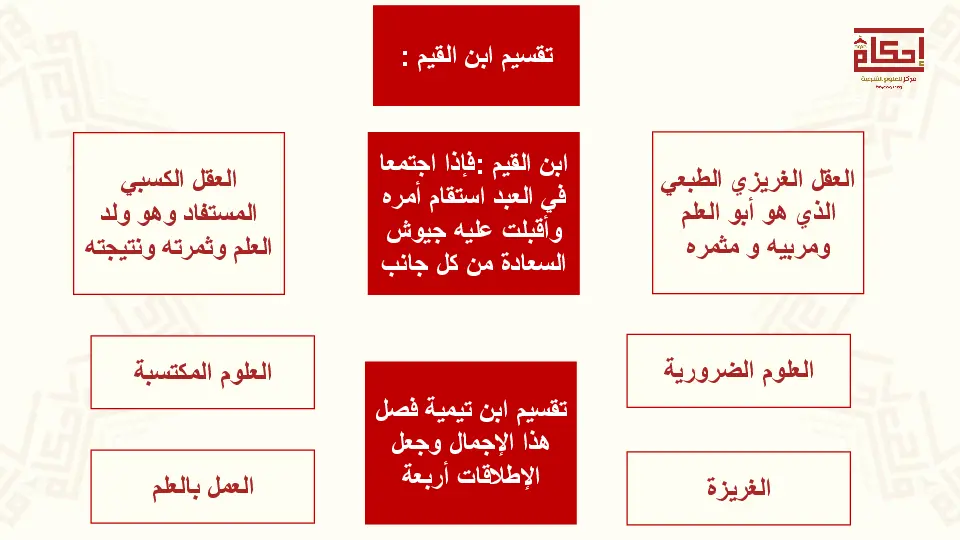 تقسيم ابن القيم :
إحكام
مركز للعلوم الشرعية
العقل الغريزي الطبعي
الذي هو أبو العلم
ومربيه و مثمره
ابن القيم :فإذا اجتمعا
في العبد استقام أمره
وأقبلت عليه جيوش
السعادة من كل جانب
العقل الكسبي
المستفاد وهو ولد
العلم وثمرته ونتيجته
العلوم الضرورية
تقسيم ابن تيمية فصل
هذا الإجمال وجعل
الإطلاقات أربعة
العلوم المكتسبة
الغريزة
العمل بالعلم